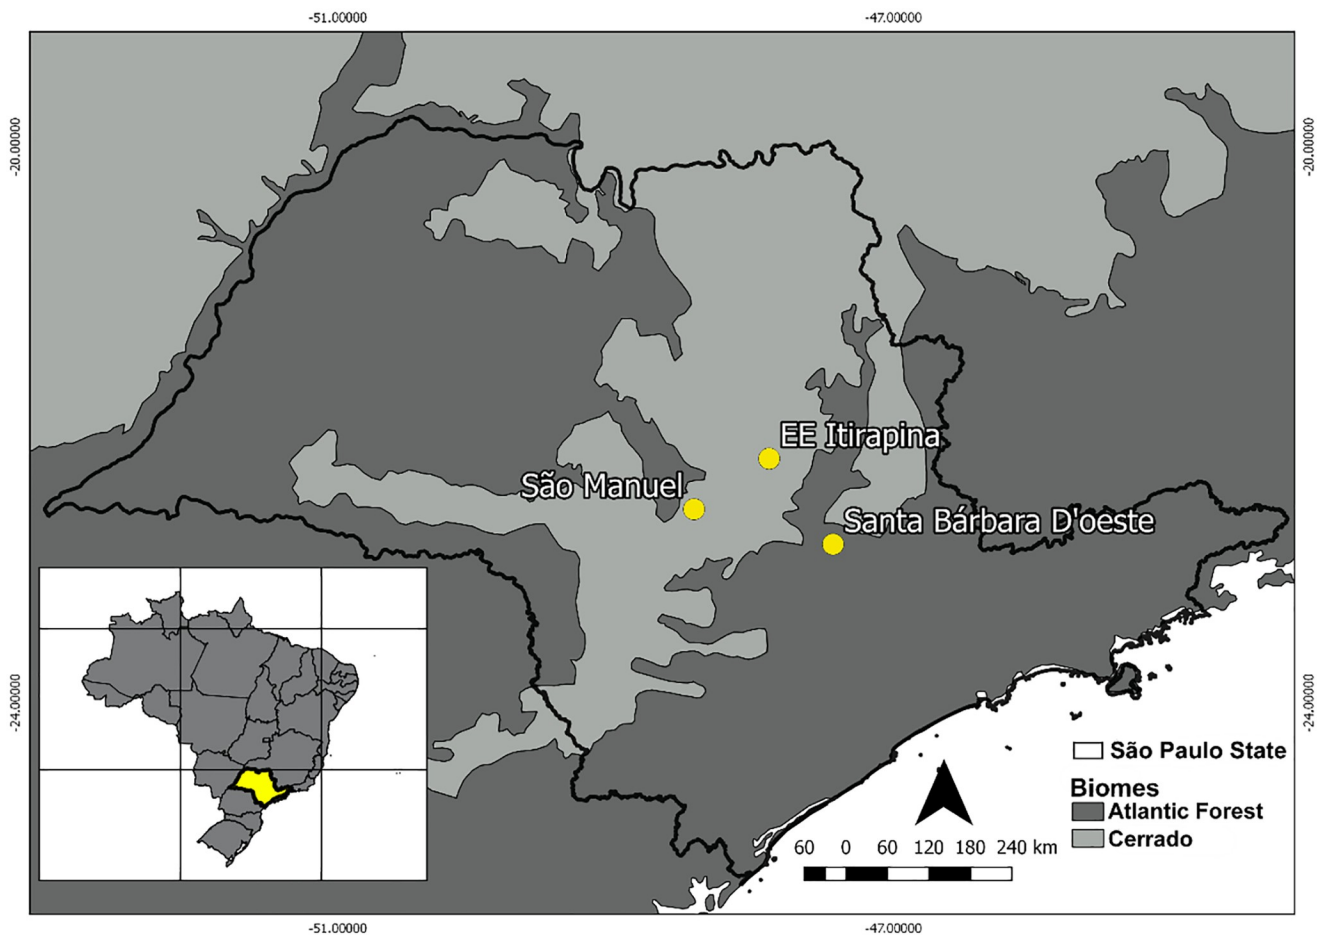 -51.00000 -47.00000
-20.00000 -20.00000
EE Itirapina
São Manuel
Santa Bárbara D'oeste
-24.00000 -24.00000
São Paulo State
Biomes
Atlantic Forest
Cerrado
60 0 60 120 180 240 km
-51.00000 -47.00000